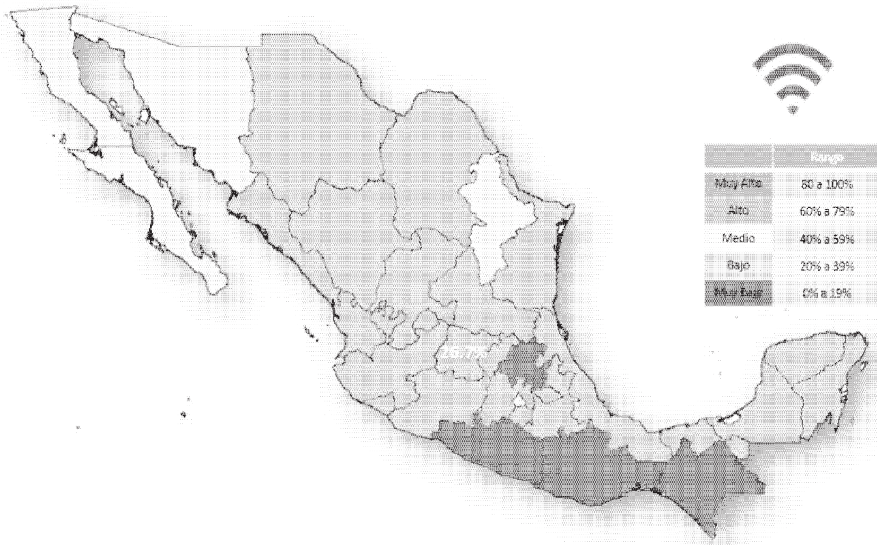 Rango
Muy Alto 80 a 100%
Alto 60% a 79%
Medio 40% a 59%
Bajo 20% a 39%
Muy Bajo 0% a 19%